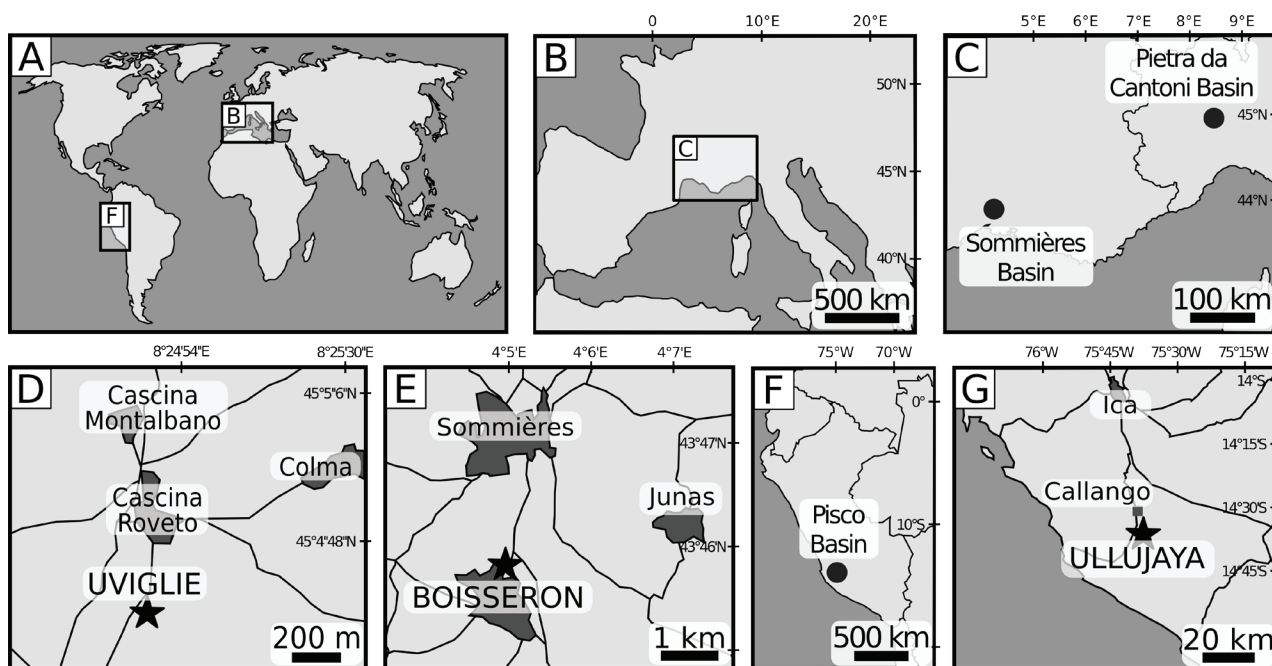 0 10°E 20°E
5°E 6°E 7°E 8°E 9°E
A
B
F
B
50°N
C
45°N
40°N
500 km
C
Pietra da
Cantoni Basin
45°N
44°N
Sommières
Basin
100 km
8°24'54"E 8°25'30"E
4°5'E 4°6'E 4°7'E
75°W 70°W
76°W 75°45'W 75°30'W 75°15'W
D
Cascina
Montalbano
45°5'6"N
Colma
Cascina
Roveto
45°4'48"N
UVIGLIE
200 m
E
Sommières
43°47'N
Junas
43°46'N
BOISSERON
1 km
F
0°
Pisco
Basin
10°S
500 km
G
14°S
Ica
14°15'S
Callango
14°30'S
ULLUJAYA
14°45'S
20 km